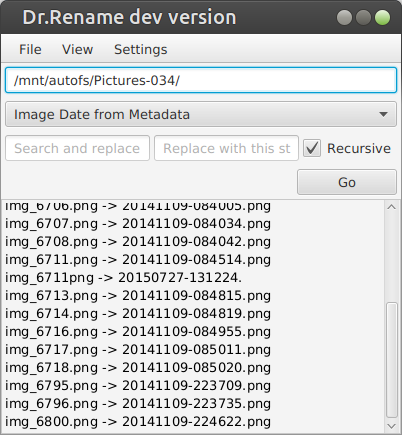 Dr.Rename dev version
File View Settings
/mnt/autofs/Pictures-034/
Image Date from Metadata
Search and replace Replace with this st Recursive
Go
img_6706.png -> 20141109-084005.png
img_6707.png -> 20141109-084034.png
img_6708.png -> 20141109-084042.png
img_6711.png -> 20141109-084514.png
img_6711png -> 20150727-131224.
img_6713.png -> 20141109-084815.png
img_6714.png -> 20141109-084819.png
img_6716.png -> 20141109-084955.png
img_6717.png -> 20141109-085011.png
img_6718.png -> 20141109-085020.png
img_6795.png -> 20141109-223709.png
img_6796.png -> 20141109-223735.png
img_6800.png -> 20141109-224622.png